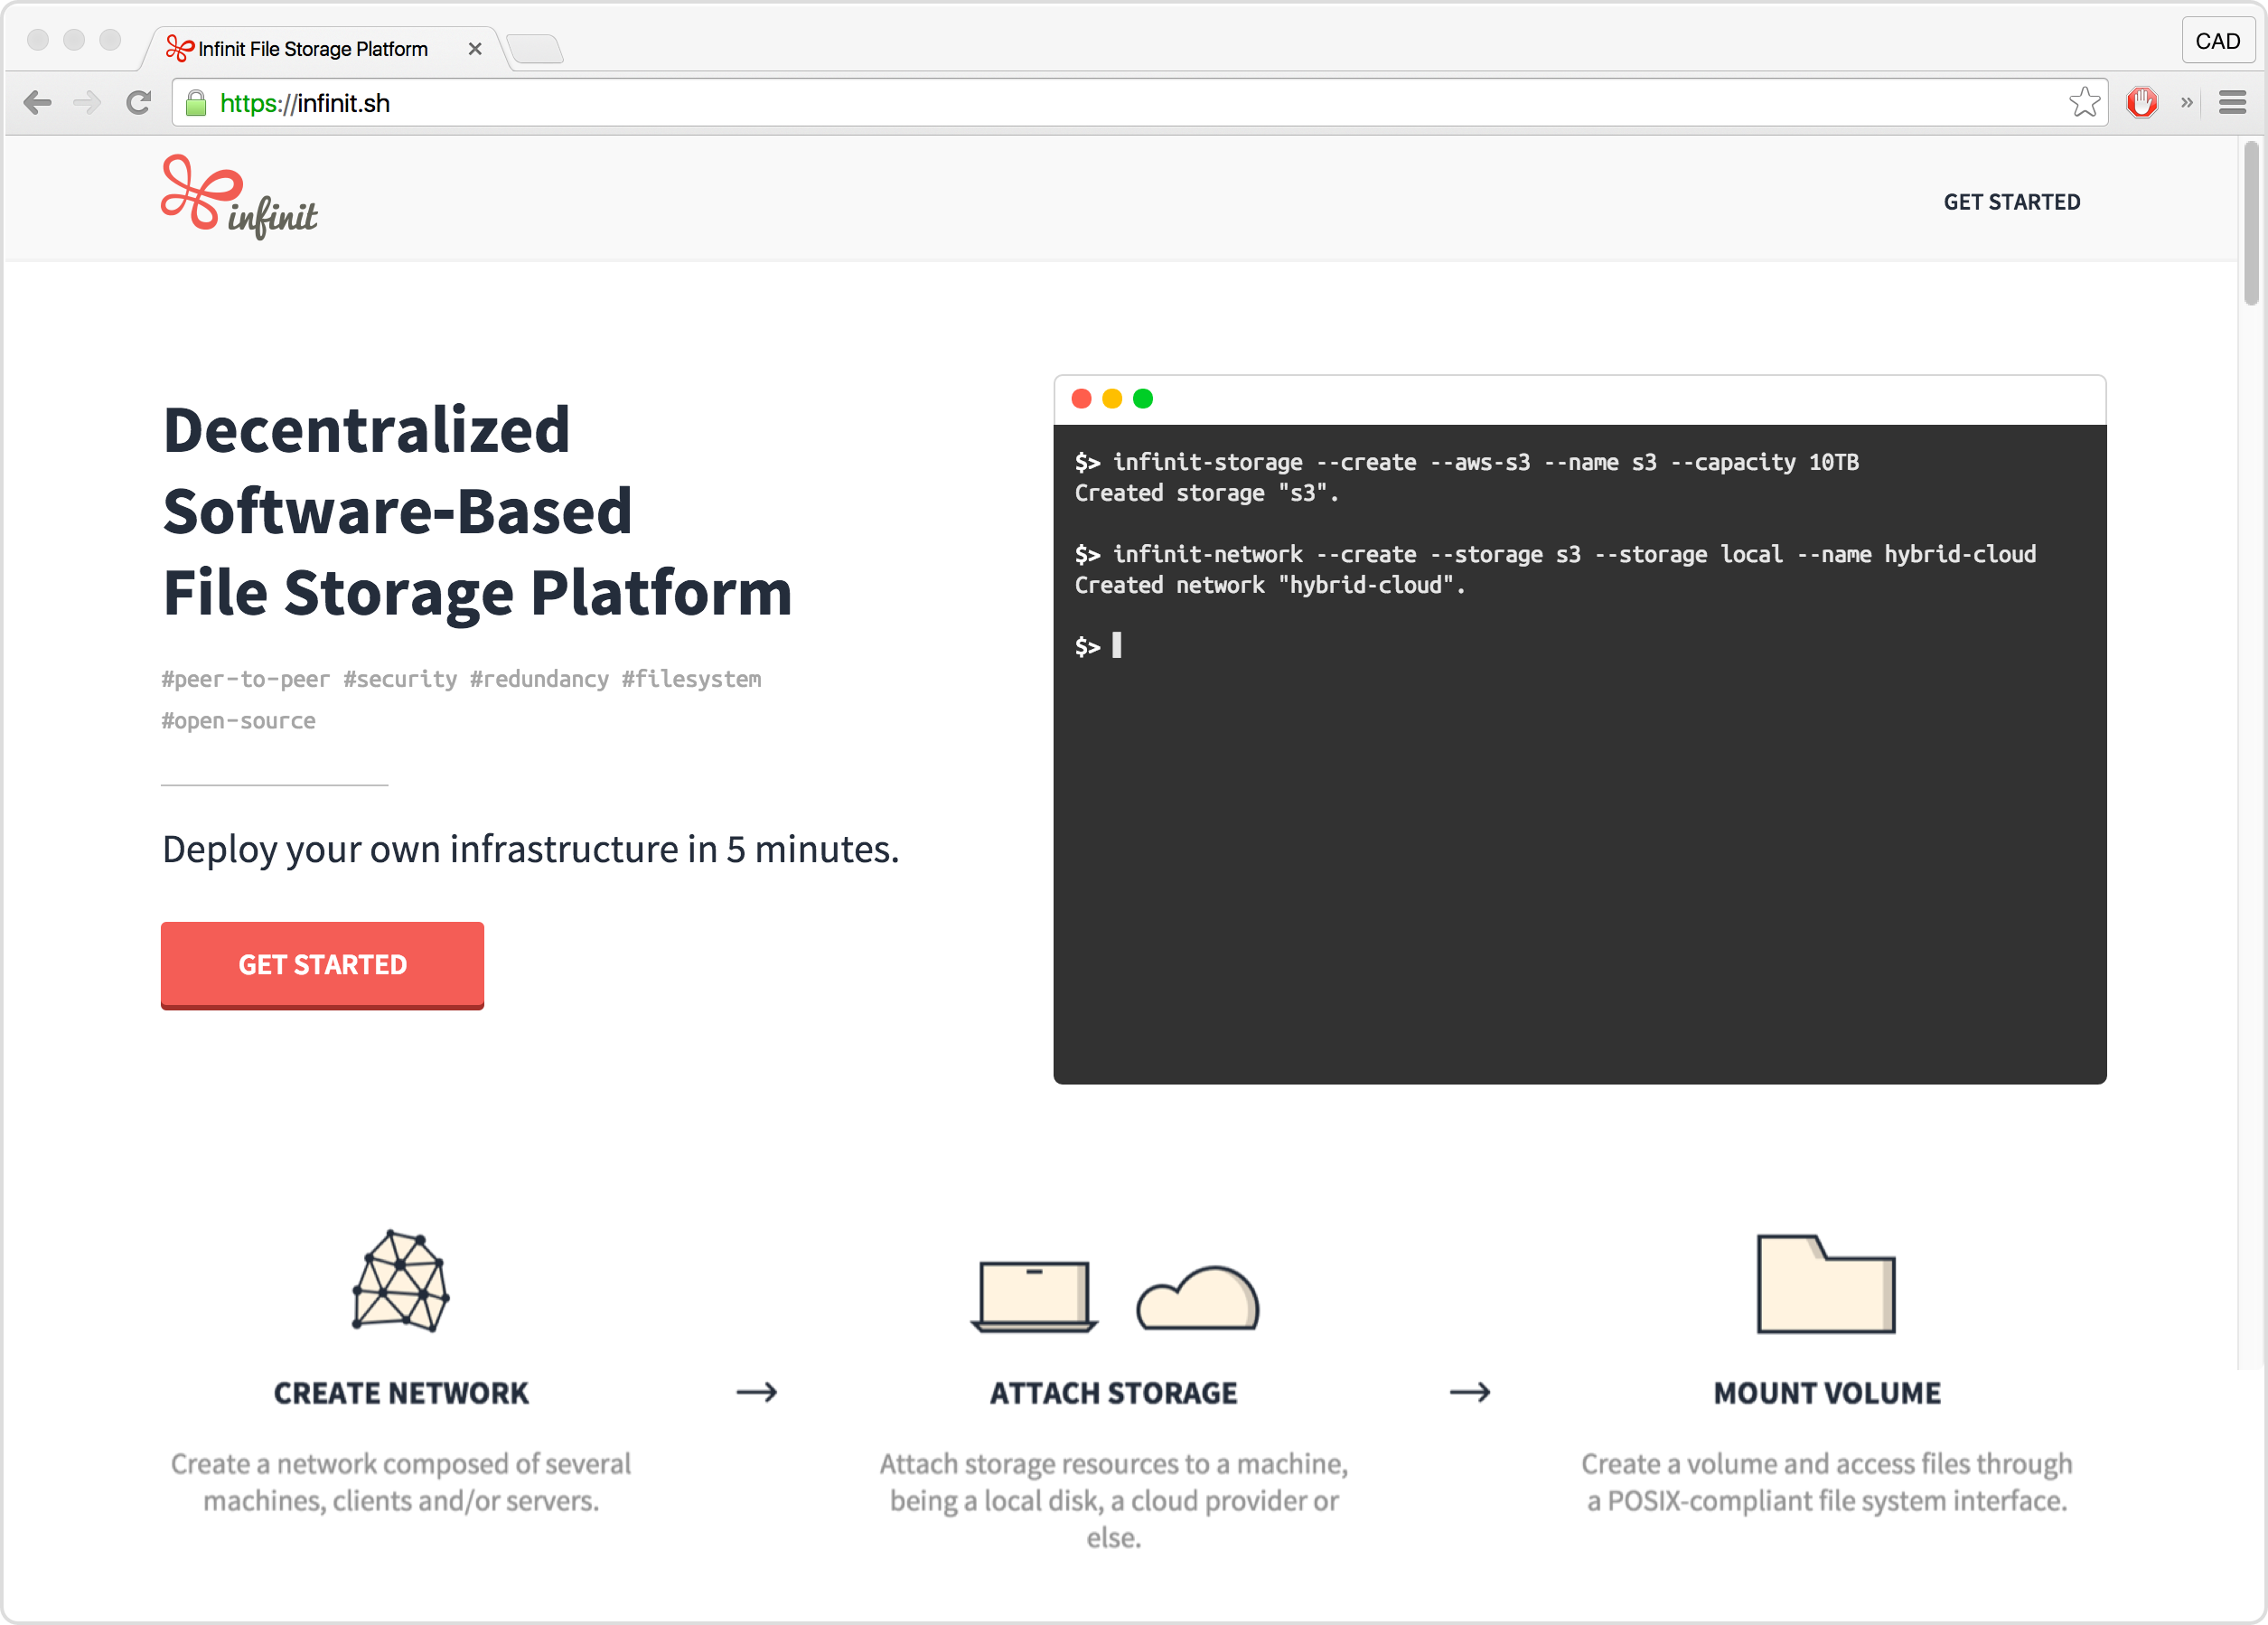 Infinit File Storage Platform
CAD
https://infinit.sh
infinit
GET STARTED
Decentralized
Software-Based
File Storage Platform
#peer-to-peer #security #redundancy #filesystem
#open-source
Deploy your own infrastructure in 5 minutes.
GET STARTED
$> infinit-storage --create --aws-s3 --name s3 --capacity 10TB
Created storage "s3".
$> infinit-network --create --storage s3 --storage local --name hybrid-cloud
Created network "hybrid-cloud".
$>
CREATE NETWORK
Create a network composed of several
machines, clients and/or servers.
→
ATTACH STORAGE
Attach storage resources to a machine,
being a local disk, a cloud provider or
else.
→
MOUNT VOLUME
Create a volume and access files through
a POSIX-compliant file system interface.